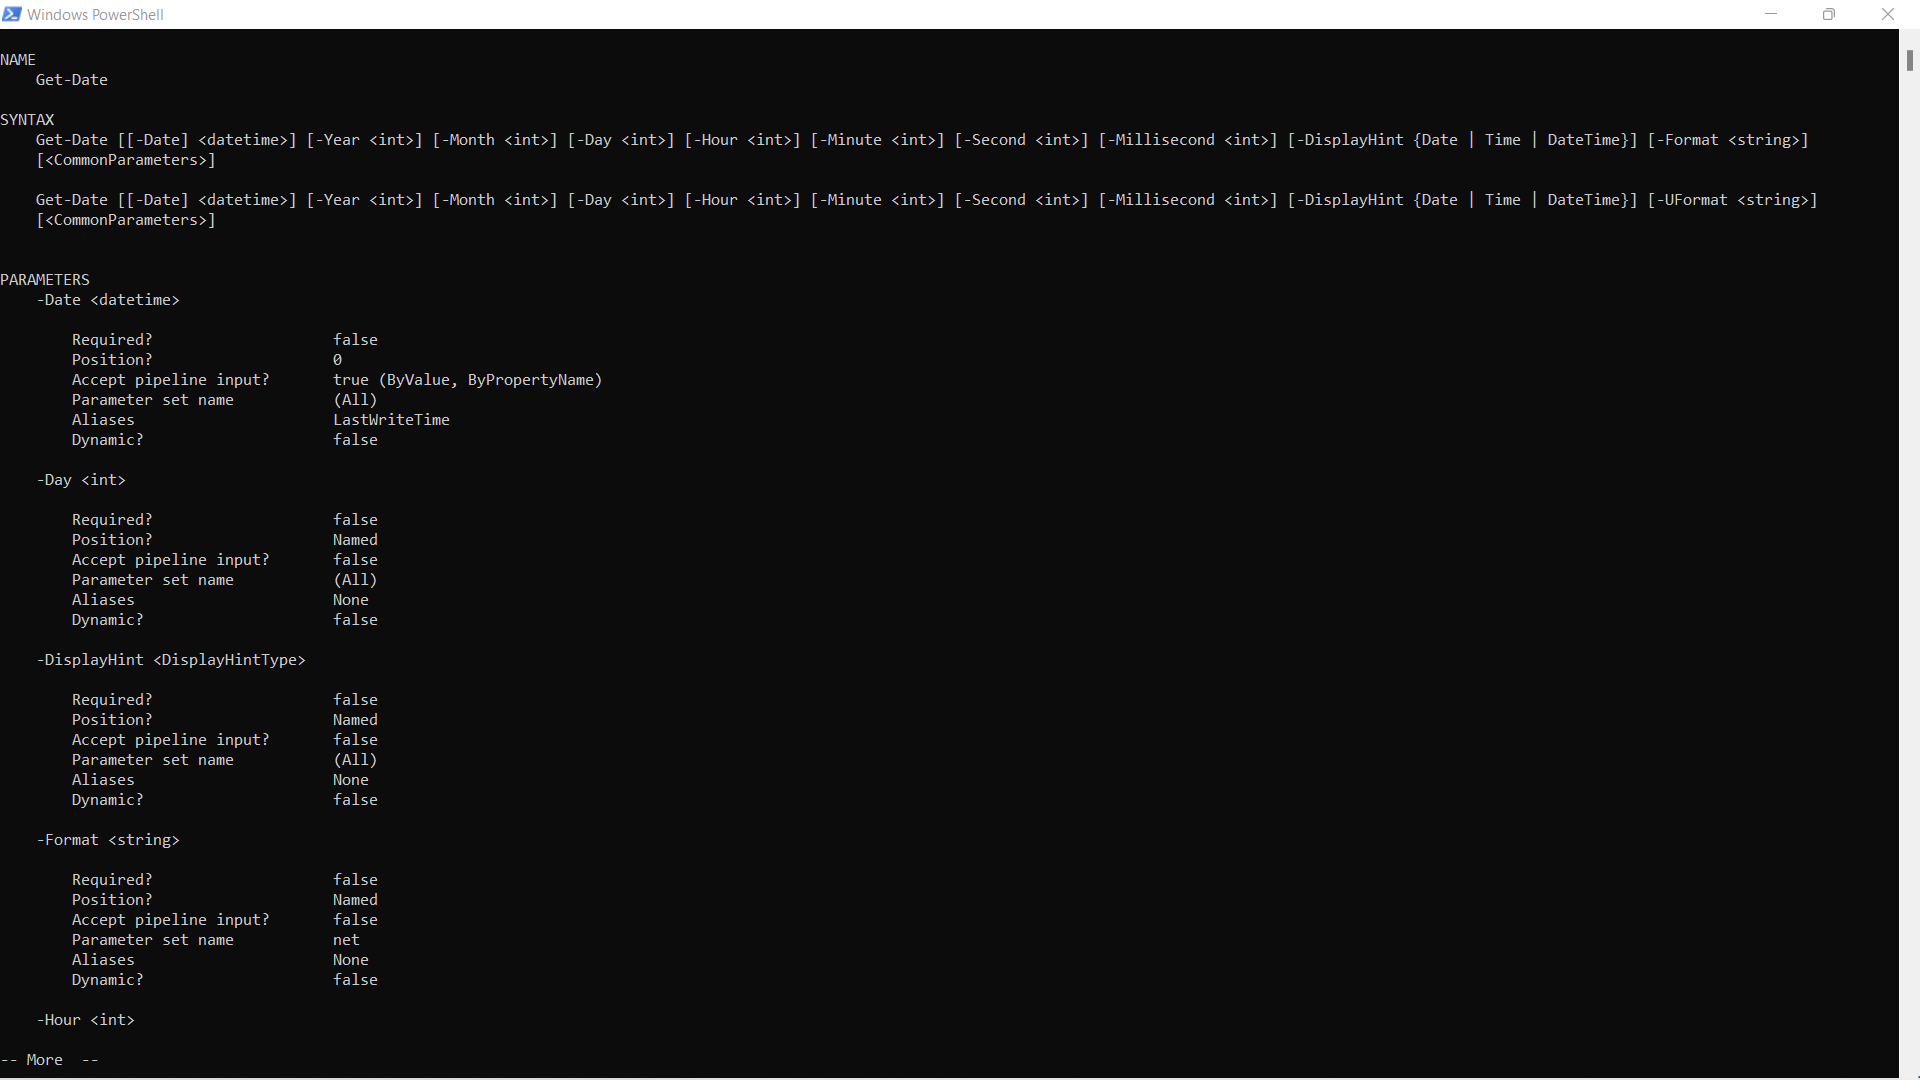 Windows PowerShell
NAME
Get-Date
SYNTAX
Get-Date [[-Date] <datetime>] [-Year <int>] [-Month <int>] [-Day <int>] [-Hour <int>] [-Minute <int>] [-Second <int>] [-Millisecond <int>] [-DisplayHint {Date | Time | DateTime}] [-Format <string>]
[<CommonParameters>]
Get-Date [[-Date] <datetime>] [-Year <int>] [-Month <int>] [-Day <int>] [-Hour <int>] [-Minute <int>] [-Second <int>] [-Millisecond <int>] [-DisplayHint {Date | Time | DateTime}] [-UFormat <string>]
[<CommonParameters>]
PARAMETERS
-Date <datetime>
Required? false
Position? 0
Accept pipeline input? true (ByValue, ByPropertyName)
Parameter set name (All)
Aliases LastWriteTime
Dynamic? false
-Day <int>
Required? false
Position? Named
Accept pipeline input? false
Parameter set name (All)
Aliases None
Dynamic? false
-DisplayHint <DisplayHintType>
Required? false
Position? Named
Accept pipeline input? false
Parameter set name (All)
Aliases None
Dynamic? false
-Format <string>
Required? false
Position? Named
Accept pipeline input? false
Parameter set name net
Aliases None
Dynamic? false
-Hour <int>
-- More  --